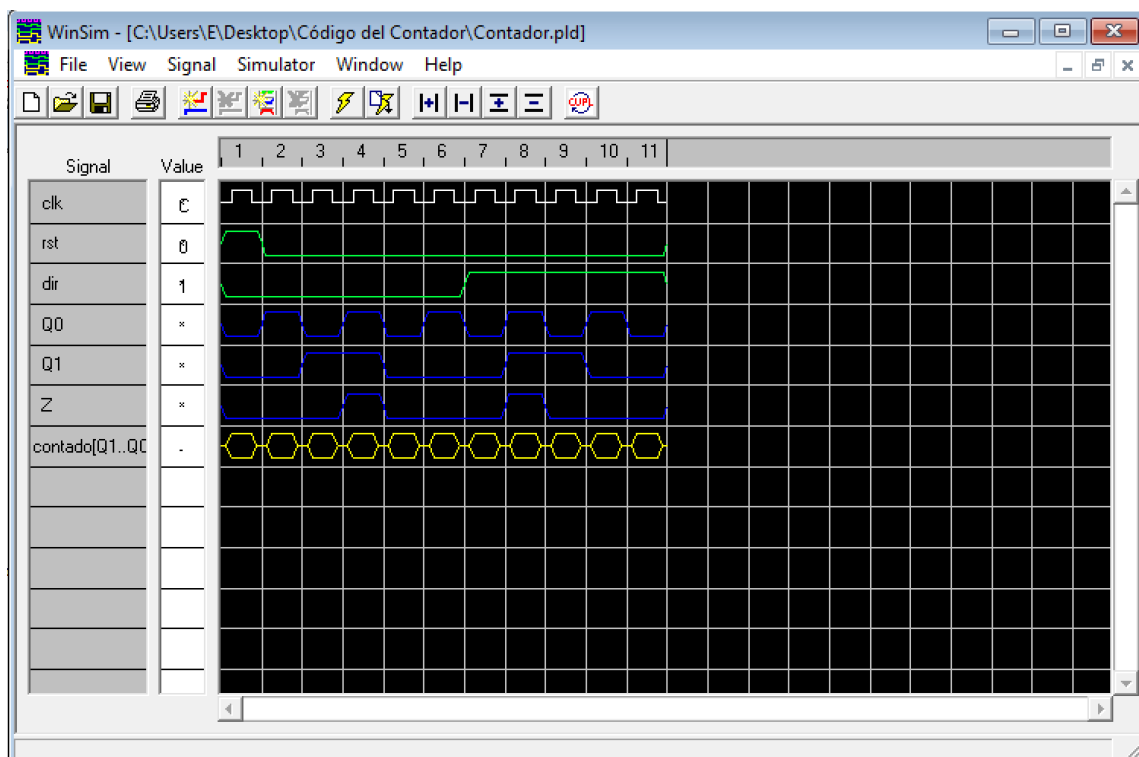 WinSim - [C:\Users\E\Desktop\Código del Contador\Contador.pld]
File View Signal Simulator Window Help
CUPL
Signal Value 1 2 3 4 5 6 7 8 9 10 11
clk C
rst 0
dir 1
Q0 *
Q1 *
Z *
contado[Q1..Q0 -